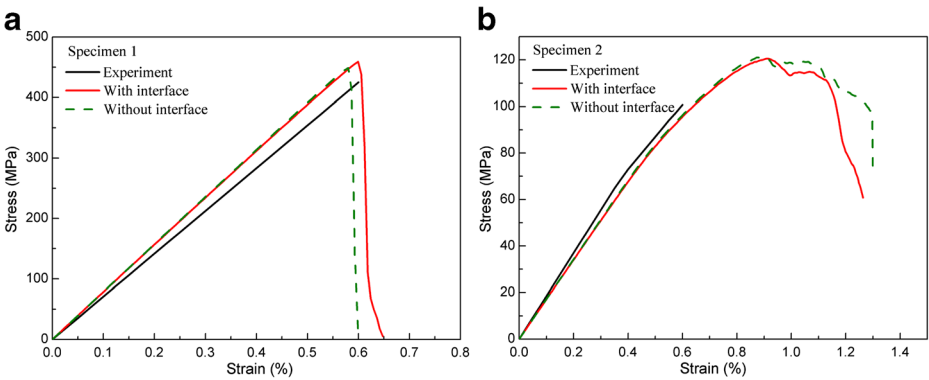 a
Specimen 1
Experiment
With interface
Without interface
Stress (MPa)
500
400
300
200
100
0
0.0 0.1 0.2 0.3 0.4 0.5 0.6 0.7 0.8
Strain (%)
b
Specimen 2
Experiment
With interface
Without interface
Stress (MPa)
120
100
80
60
40
20
0
0.0 0.2 0.4 0.6 0.8 1.0 1.2 1.4
Strain (%)